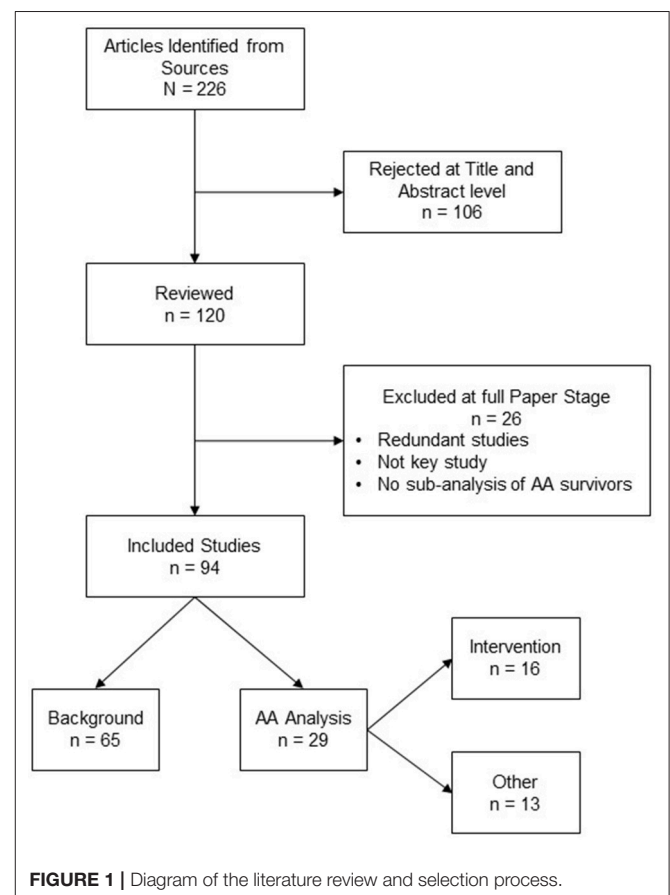 Articles Identified from
Sources
N = 226
Rejected at Title and
Abstract level
n = 106
Reviewed
n = 120
Excluded at full Paper Stage
n = 26
• Redundant studies
• Not key study
• No sub-analysis of AA survivors
Included Studies
n = 94
Intervention
n = 16
Background
n = 65
AA Analysis
n = 29
Other
n = 13
FIGURE 1 | Diagram of the literature review and selection process.